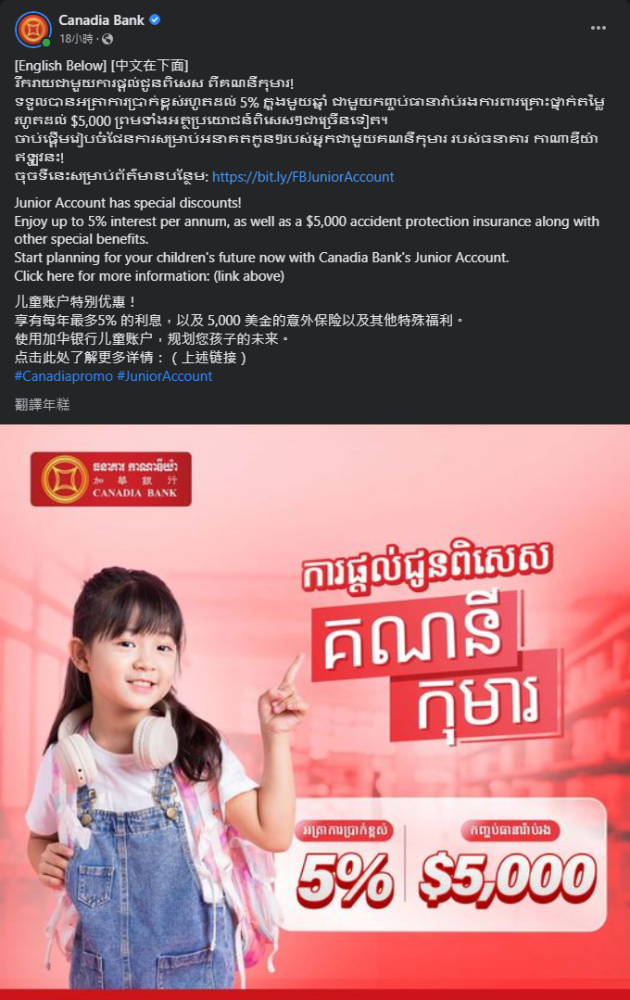 Canadia Bank
18小時
[English Below] [中文在下面]
រីករាយជាមួយការផ្តល់ជូនពិសេស ពីគណនីកុមារ!
ទទួលបានអត្រាការប្រាក់ខ្ពស់រហូតដល់ 5% ក្នុងមួយឆ្នាំ ជាមួយកញ្ចប់ធានារ៉ាប់រងការពារគ្រោះថ្នាក់តម្លៃ
រហូតដល់ $5,000 ព្រមទាំងអត្ថប្រយោជន៍ពិសេសៗជាច្រើនទៀត។
ចាប់ផ្តើមរៀបចំផែនការសម្រាប់អនាគតកូនៗរបស់អ្នកជាមួយគណនីកុមារ របស់ធនាគារ កាណាឌីយ៉ា
ឥឡូវនេះ!
ចុចទីនេះសម្រាប់ព័ត៌មានបន្ថែម: https://bit.ly/FBJuniorAccount
Junior Account has special discounts!
Enjoy up to 5% interest per annum, as well as a $5,000 accident protection insurance along with
other special benefits.
Start planning for your children's future now with Canadia Bank's Junior Account.
Click here for more information: (link above)
儿童账户特别优惠！
享有每年最多5% 的利息，以及 5,000 美金的意外保险以及其他特殊福利。
使用加华银行儿童账户，规划您孩子的未来。
点击此处了解更多详情：（上述链接）
#Canadiapromo #JuniorAccount
翻譯年糕
ធនាគារ កាណាឌីយ៉ា
加華銀行
CANADIA BANK
ការផ្តល់ជូនពិសេស
គណនី
កុមារ
អត្រាការប្រាក់ខ្ពស់
កញ្ចប់ធានារ៉ាប់រង
5%
$5,000